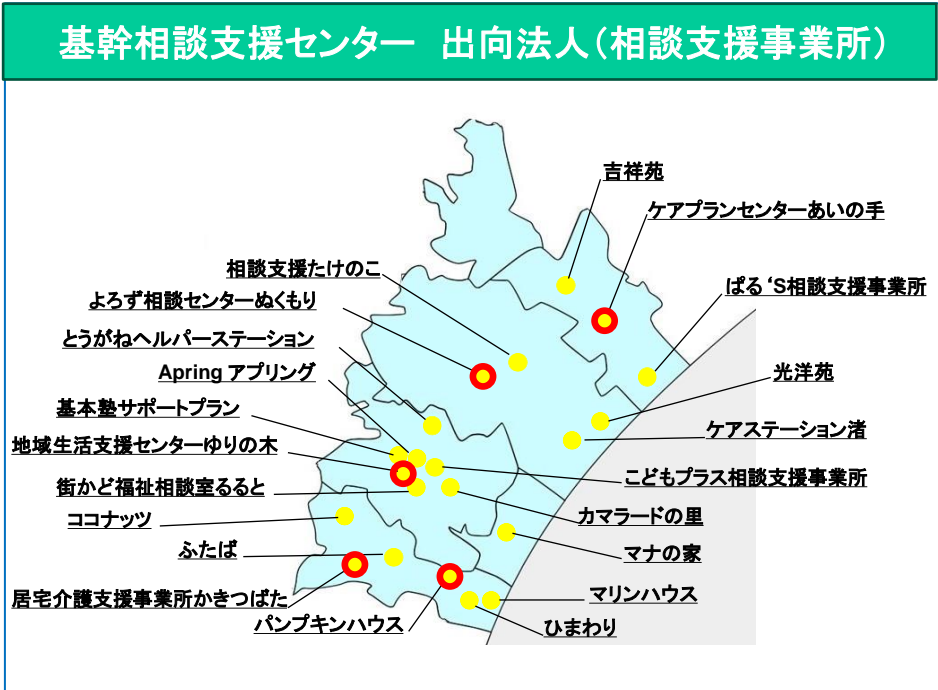 基幹相談支援センター　出向法人（相談支援事業所）
吉祥苑
ケアプランセンターあいの手
相談支援たけのこ
ぱる‘S相談支援事業所
よろず相談センターぬくもり
とうがねヘルパーステーション
Apring アプリング
光洋苑
基本塾サポートプラン
ケアステーション渚
地域生活支援センターゆりの木
こどもプラス相談支援事業所
街かど福祉相談室るると
カマラードの里
ココナッツ
ふたば
マナの家
居宅介護支援事業所かきつばた
マリンハウス
パンプキンハウス
ひまわり